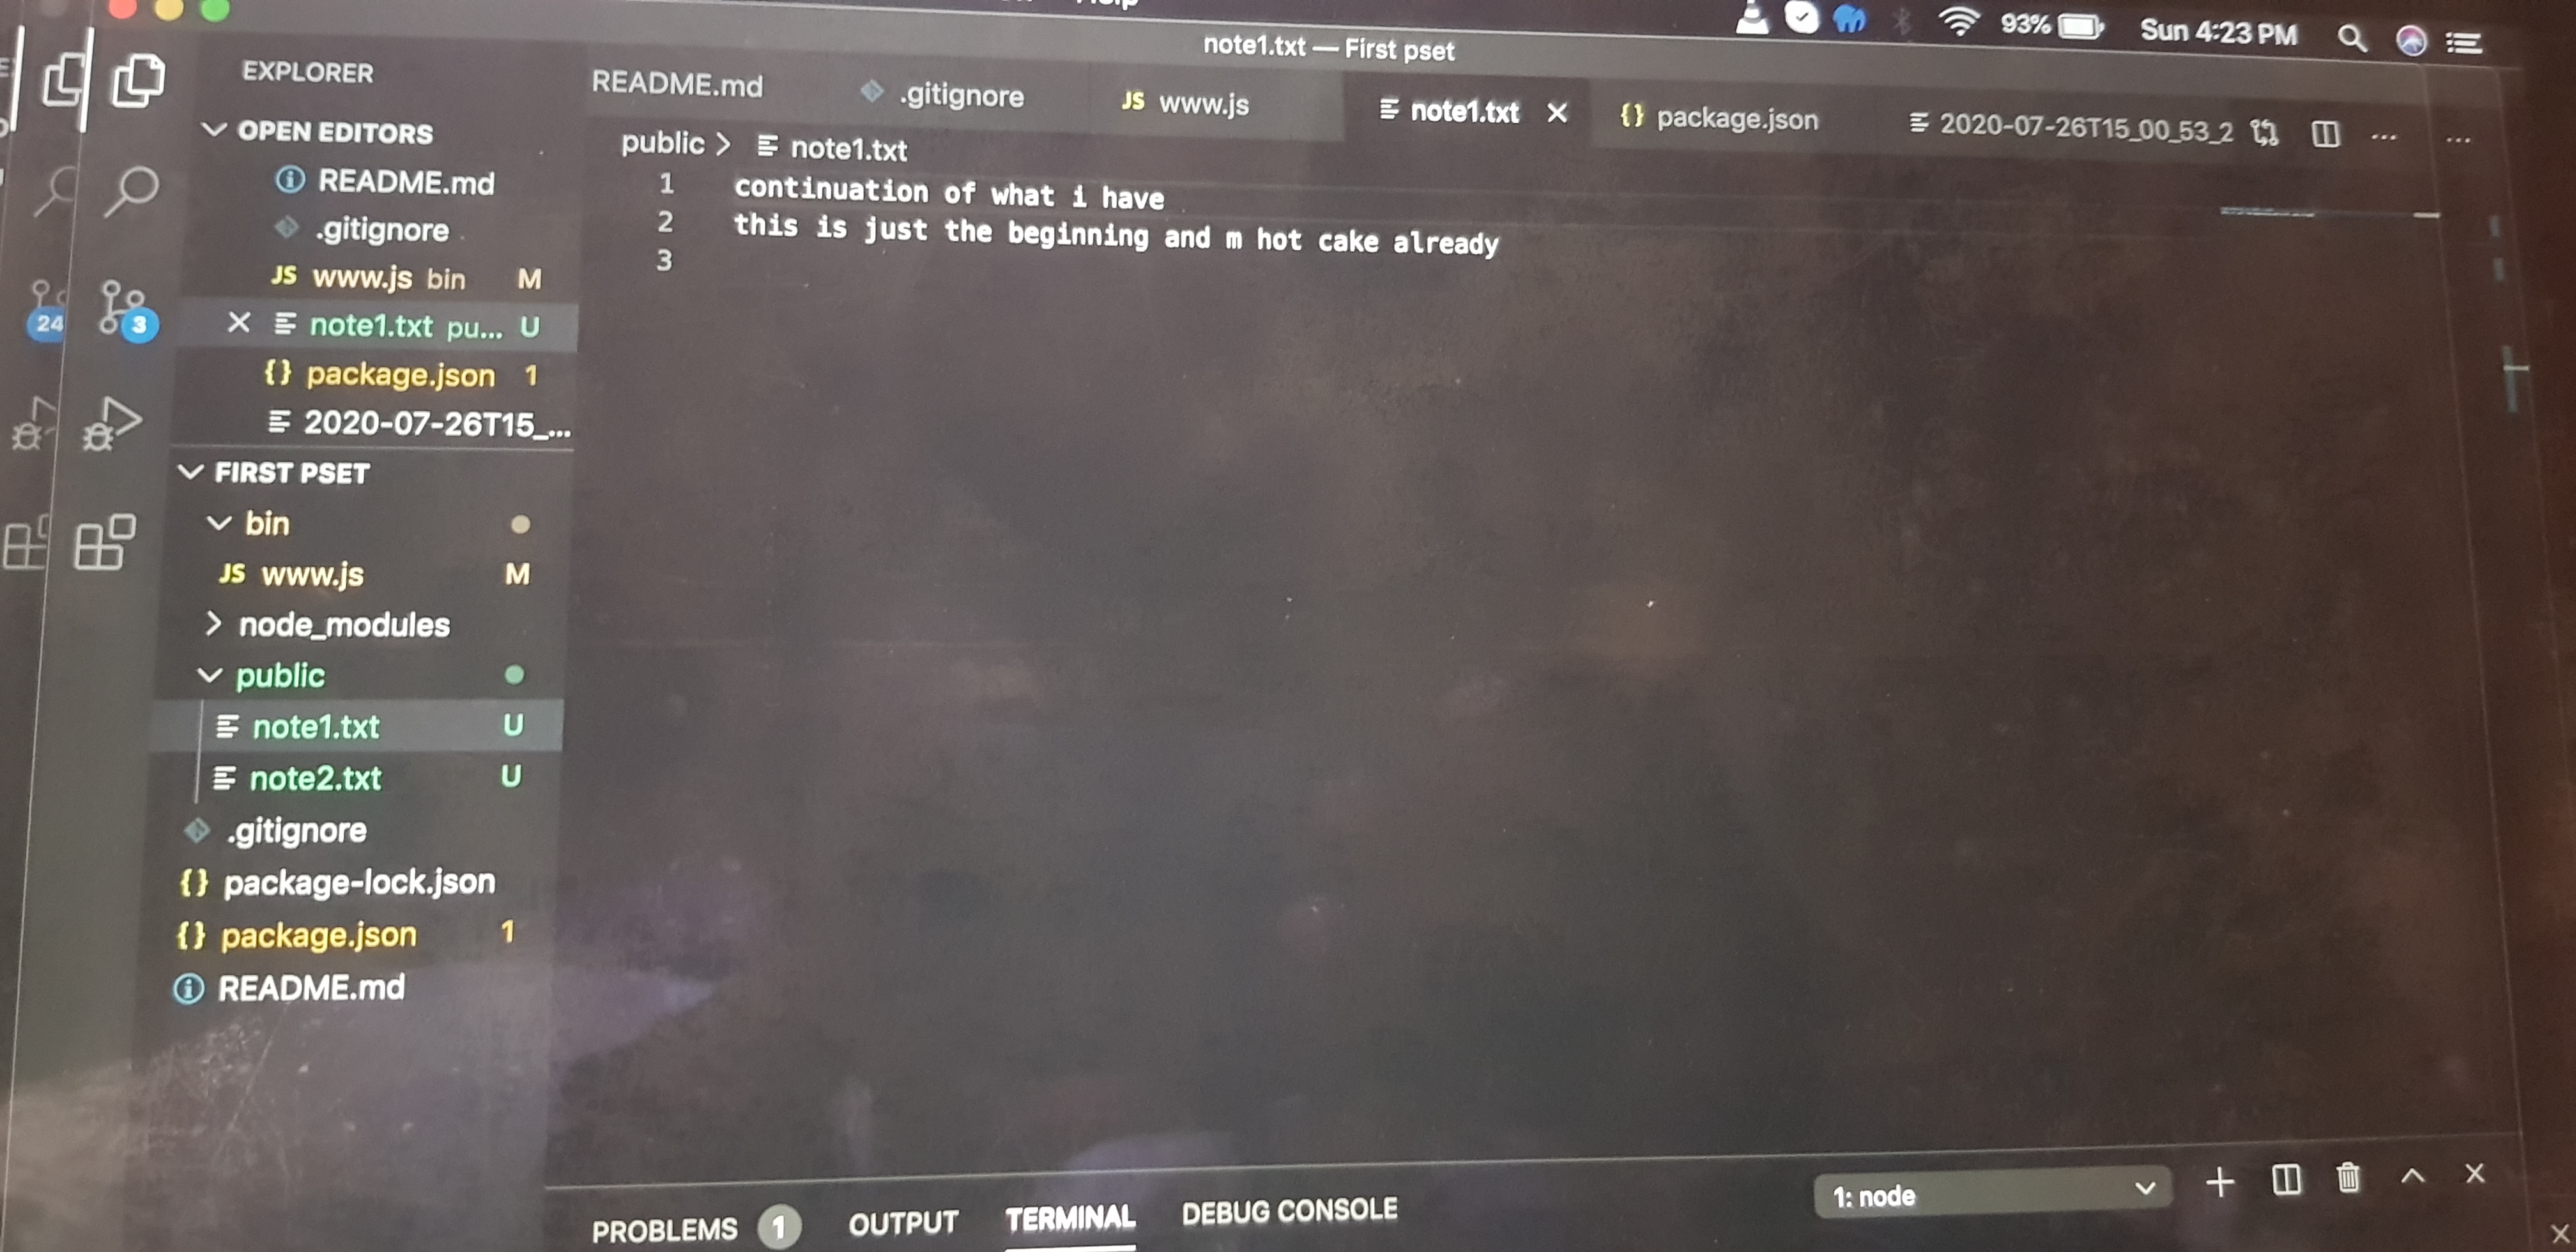 93% Sun 4:23 PM
note1.txt — First pset
EXPLORER
README.md
.gitignore
JS www.js
note1.txt
{} package.json
2020-07-26T15_00_53_2
OPEN EDITORS
README.md
.gitignore
JS www.js bin M
note1.txt pu... U
{} package.json 1
2020-07-26T15_...
public > note1.txt
1 continuation of what i have
2 this is just the beginning and m hot cake already
3
24
3
FIRST PSET
bin
JS www.js M
node_modules
public
note1.txt U
note2.txt U
.gitignore
{} package-lock.json
{} package.json 1
README.md
PROBLEMS 1 OUTPUT TERMINAL DEBUG CONSOLE
1: node